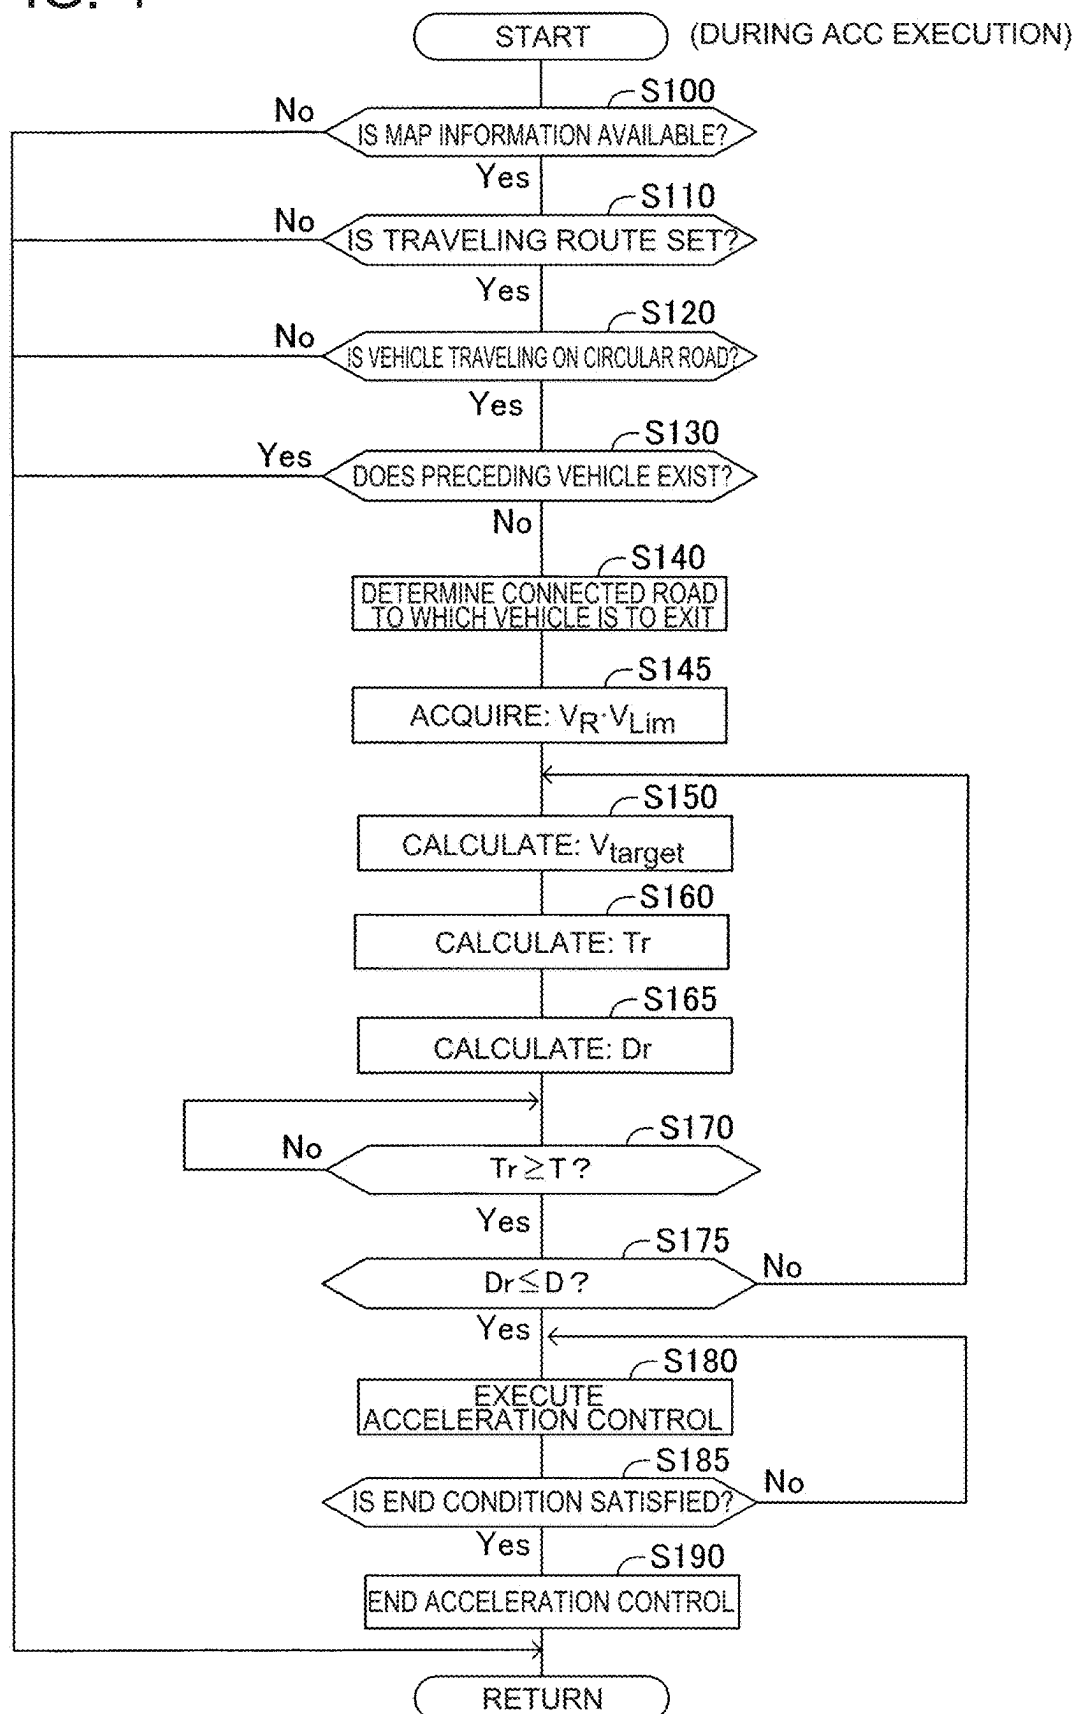 START (DURING ACC EXECUTION)
S100
No
IS MAP INFORMATION AVAILABLE?
Yes
S110
No
IS TRAVELING ROUTE SET?
Yes
S120
No
IS VEHICLE TRAVELING ON CIRCULAR ROAD?
Yes
S130
Yes
DOES PRECEDING VEHICLE EXIST?
No
S140
DETERMINE CONNECTED ROAD
TO WHICH VEHICLE IS TO EXIT
S145
ACQUIRE: VR·VLim
S150
CALCULATE: Vtarget
S160
CALCULATE: Tr
S165
CALCULATE: Dr
S170
No
Tr≧T?
Yes
S175
Dr≦D? No
Yes
S180
EXECUTE
ACCELERATION CONTROL
S185
IS END CONDITION SATISFIED? No
Yes
S190
END ACCELERATION CONTROL
RETURN